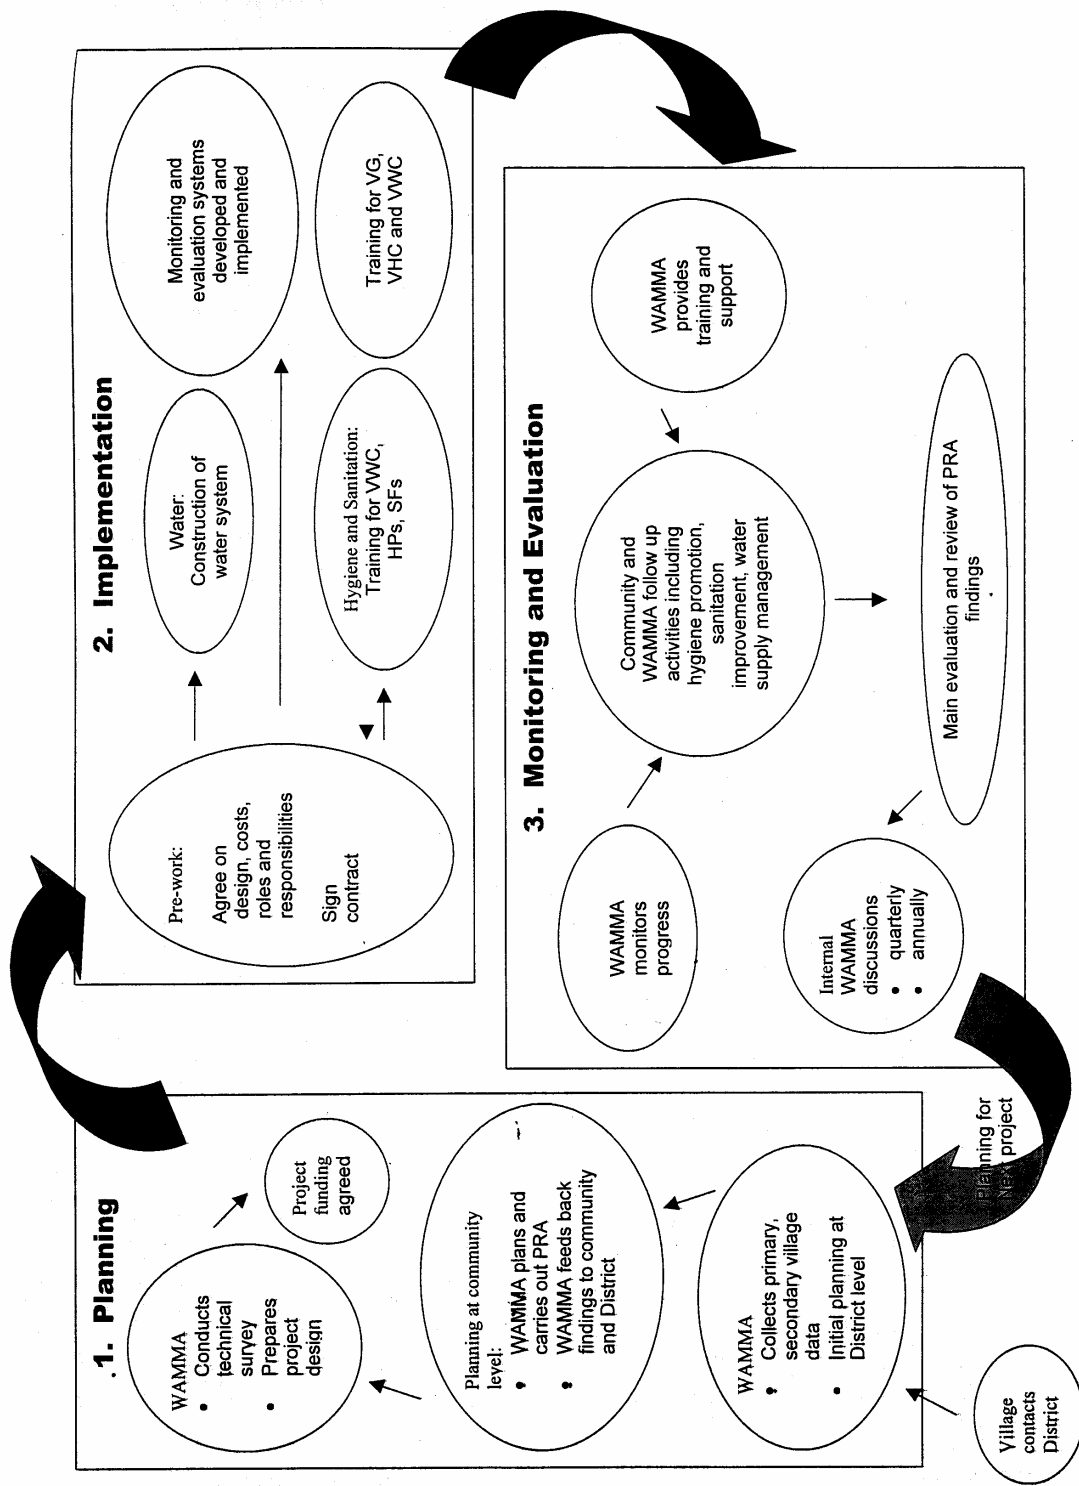 1. Planning
WAMMA
• Conducts
technical
survey
• Prepares
project
design
Project
funding
agreed
Planning at community
level:
• WAMMA plans and
carries out PRA
• WAMMA feeds back
findings to community
and District
WAMMA
• Collects primary,
secondary village
data
• Initial planning at
District level
Village
contacts
District
2. Implementation
Pre-work:
Agree on
design, costs,
roles and
responsibilities
Sign
contract
Water:
Construction of
water system
Monitoring and
evaluation systems
developed and
implemented
Hygiene and Sanitation:
Training for VWC,
HPs, SFs
Training for VG,
VHC and VWC
3. Monitoring and Evaluation
WAMMA
monitors
progress
Community and
WAMMA follow up
activities including
hygiene promotion,
sanitation
improvement, water
supply management
WAMMA
provides
training and
support
Internal
WAMMA
discussions
• quarterly
• annually
Main evaluation and review of PRA
findings
Planning for
Next project